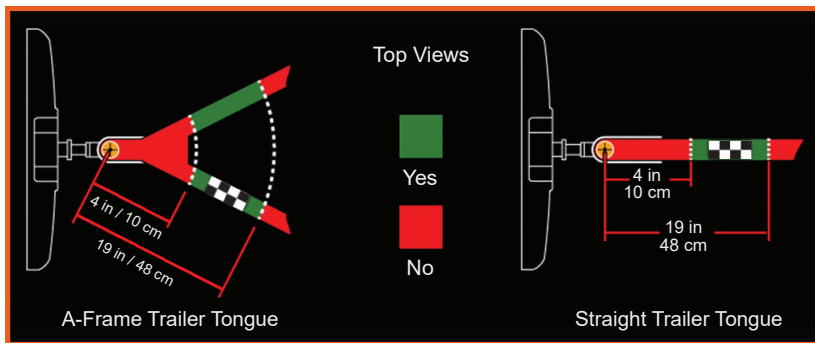 Top Views
Yes
No
4 in / 10 cm
19 in / 48 cm
A-Frame Trailer Tongue
4 in
10 cm
19 in
48 cm
Straight Trailer Tongue